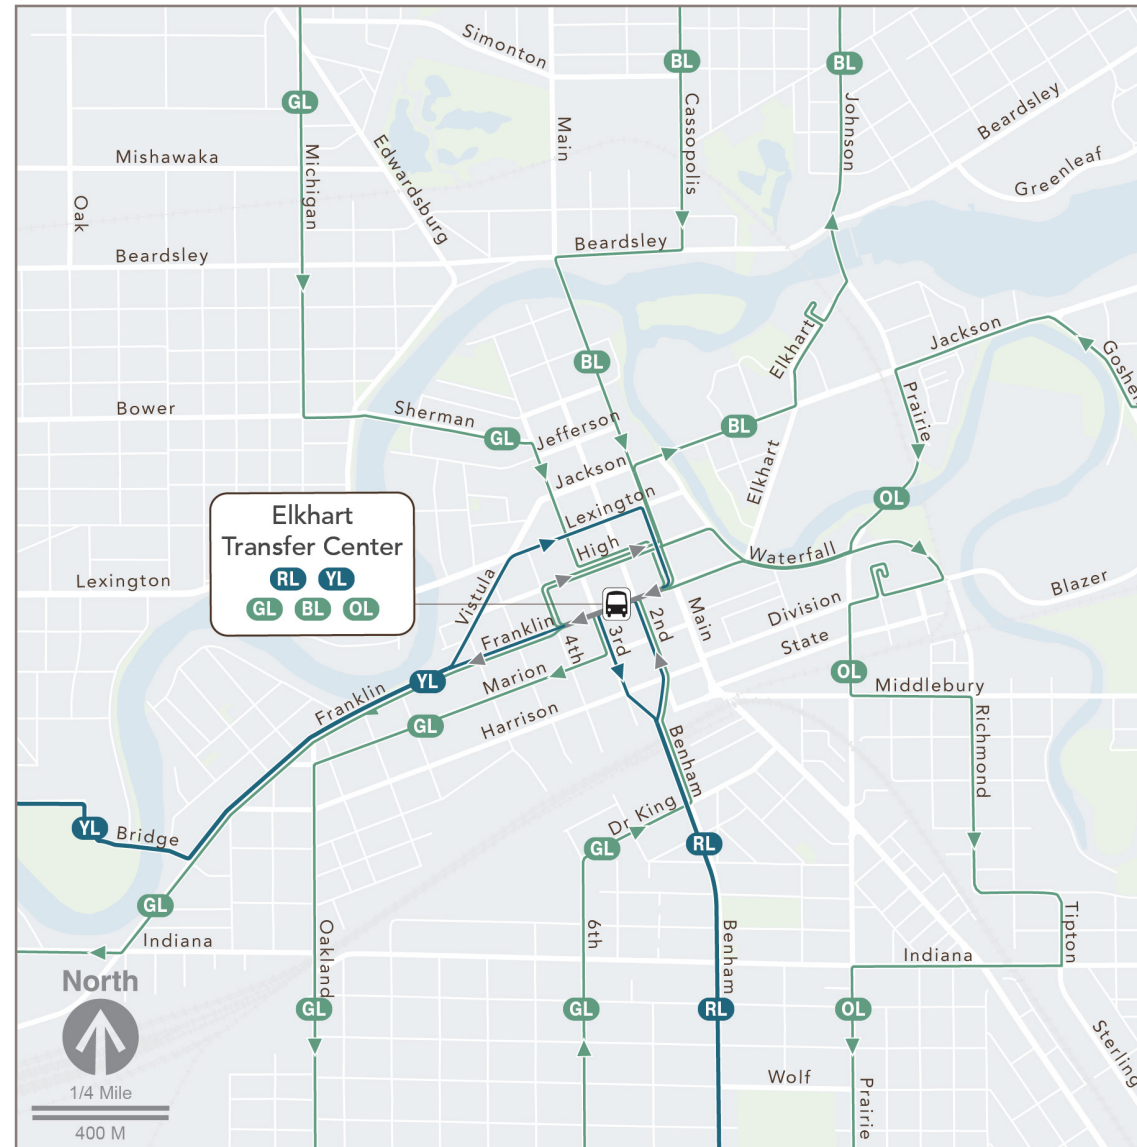 Simonton
BL
BL
GL
Cassopolis
Johnson
Beardsley
Main
Edwardsburg
Michigan
Mishawaka
Greenleaf
Oak
Beardsley
Beardsley
Elkhart
Jackson
Goshen
BL
Prairie
Bower
Sherman
GL
Jefferson
BL
Jackson
Elkhart
OL
Elkhart
Transfer Center
RL YL
GL BL OL
Lexington
High
Waterfall
Lexington
Vistula
Blazer
Division
Franklin
4th
3rd
2nd
Main
State
YL
Marion
OL
Middlebury
Franklin
GL
Harrison
Richmond
Benham
YL
Bridge
Dr King
GL
RL
GL
Indiana
Oakland
6th
Benham
Tipton
Indiana
North
GL
GL
RL
OL
Sterling
Wolf
Prairie
1/4 Mile
400 M